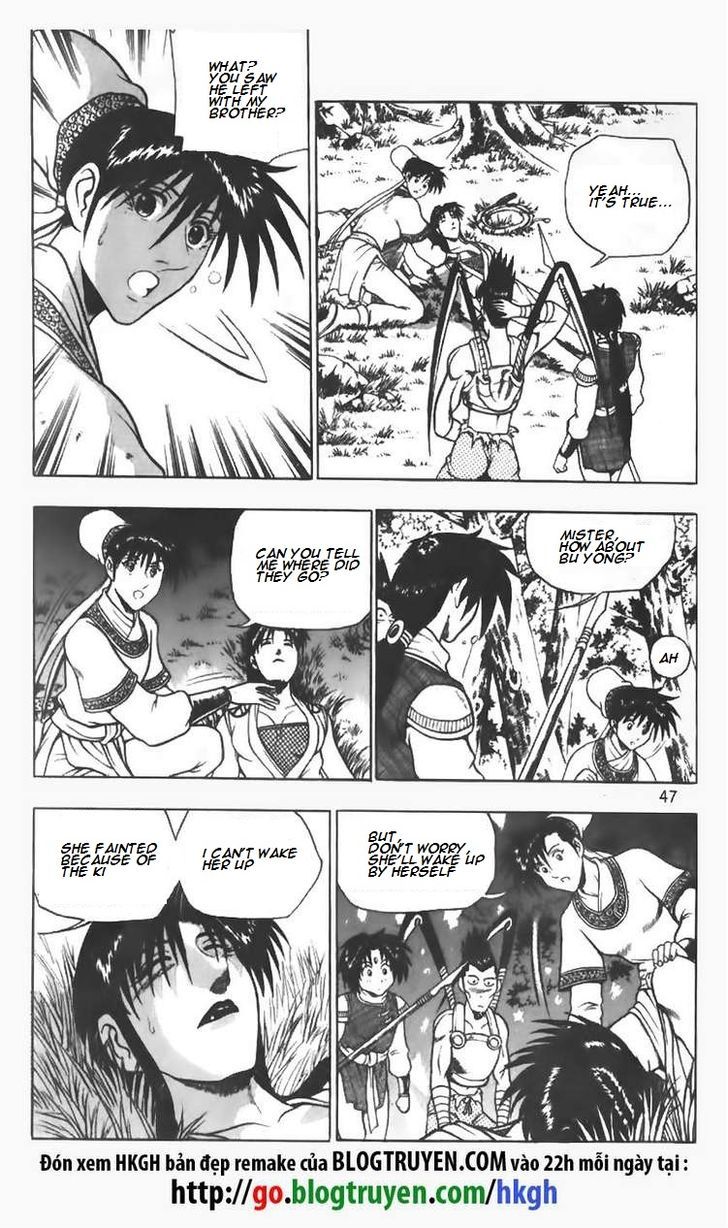 WHAT?
YOU SAW
HE LEFT
WITH MY
BROTHER?
YEAH...
IT'S TRUE...
CAN YOU TELL
ME WHERE DID
THEY GO?
MISTER,
HOW ABOUT
BU YONG?
AH
47
SHE FAINTED
BECAUSE OF
THE KI
I CAN'T WAKE
HER UP
BUT,
DON'T WORRY,
SHE'LL WAKE UP
BY HERSELF
Đón xem HKGH bản đẹp remake của BLOGTRUYEN.COM vào 22h mỗi ngày tại :
http://go.blogtruyen.com/hkgh